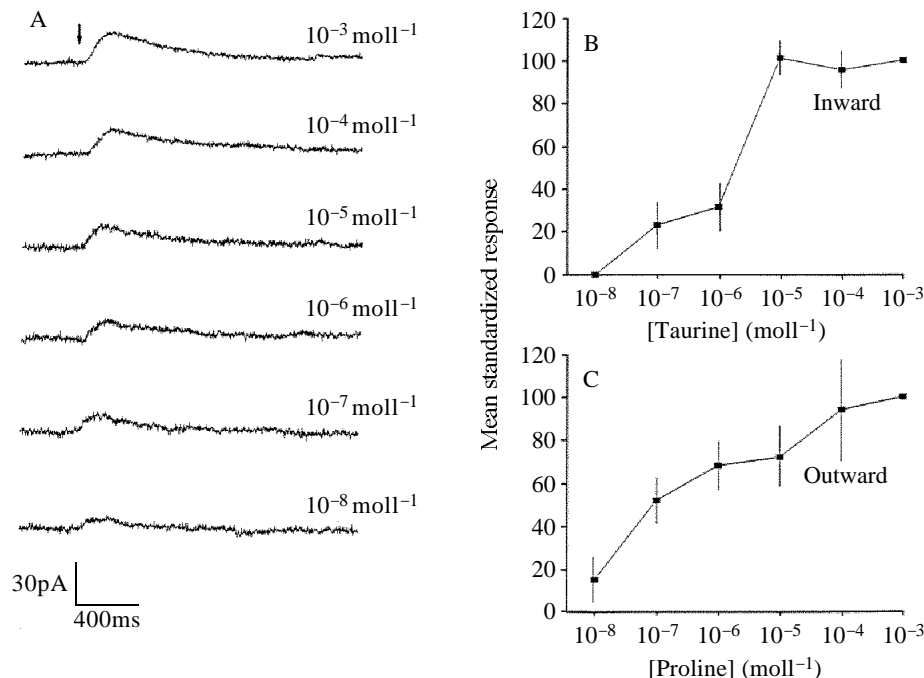 A
10⁻³ moll⁻¹
10⁻⁴ moll⁻¹
10⁻⁵ moll⁻¹
10⁻⁶ moll⁻¹
10⁻⁷ moll⁻¹
10⁻⁸ moll⁻¹
30pA
400ms
Mean standardized response
B
120
100
80
60
40
20
0
Inward
10⁻⁸ 10⁻⁷ 10⁻⁶ 10⁻⁵ 10⁻⁴ 10⁻³
[Taurine] (moll⁻¹)
C
120
100
80
60
40
20
0
Outward
10⁻⁸ 10⁻⁷ 10⁻⁶ 10⁻⁵ 10⁻⁴ 10⁻³
[Proline] (moll⁻¹)